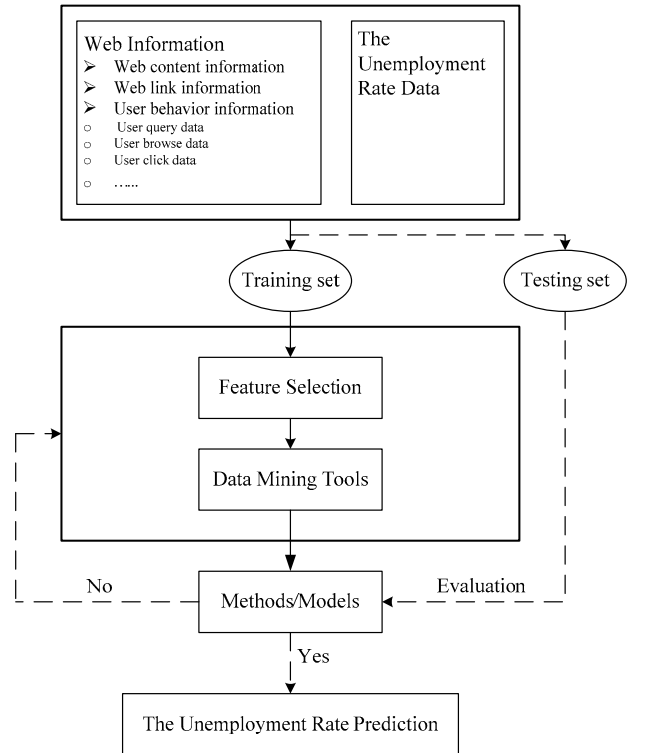 Web Information
➢ Web content information
➢ Web link information
➢ User behavior information
○ User query data
○ User browse data
○ User click data
○ …...
The
Unemployment
Rate Data
Training set
Testing set
Feature Selection
Data Mining Tools
No
Methods/Models
Evaluation
Yes
The Unemployment Rate Prediction